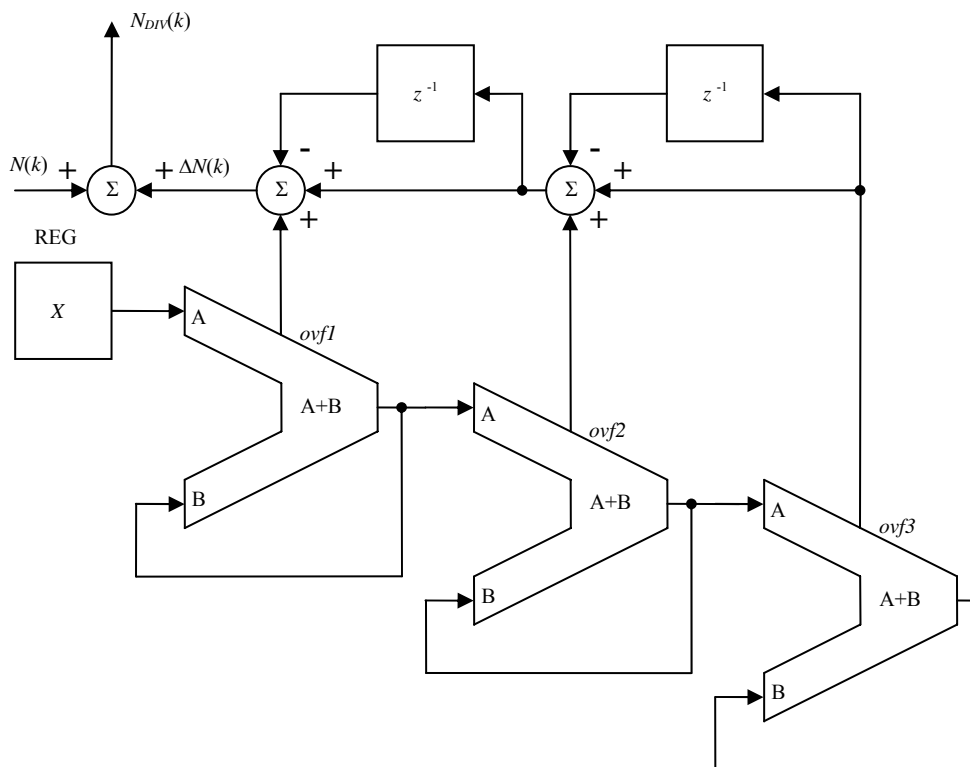 N_DIV(k)
z⁻¹
z⁻¹
-
-
N(k)
+
+
ΔN(k)
+
+
Σ
Σ
Σ
+
+
REG
X
A
ovf1
A+B
B
A
ovf2
A+B
B
A
ovf3
A+B
B